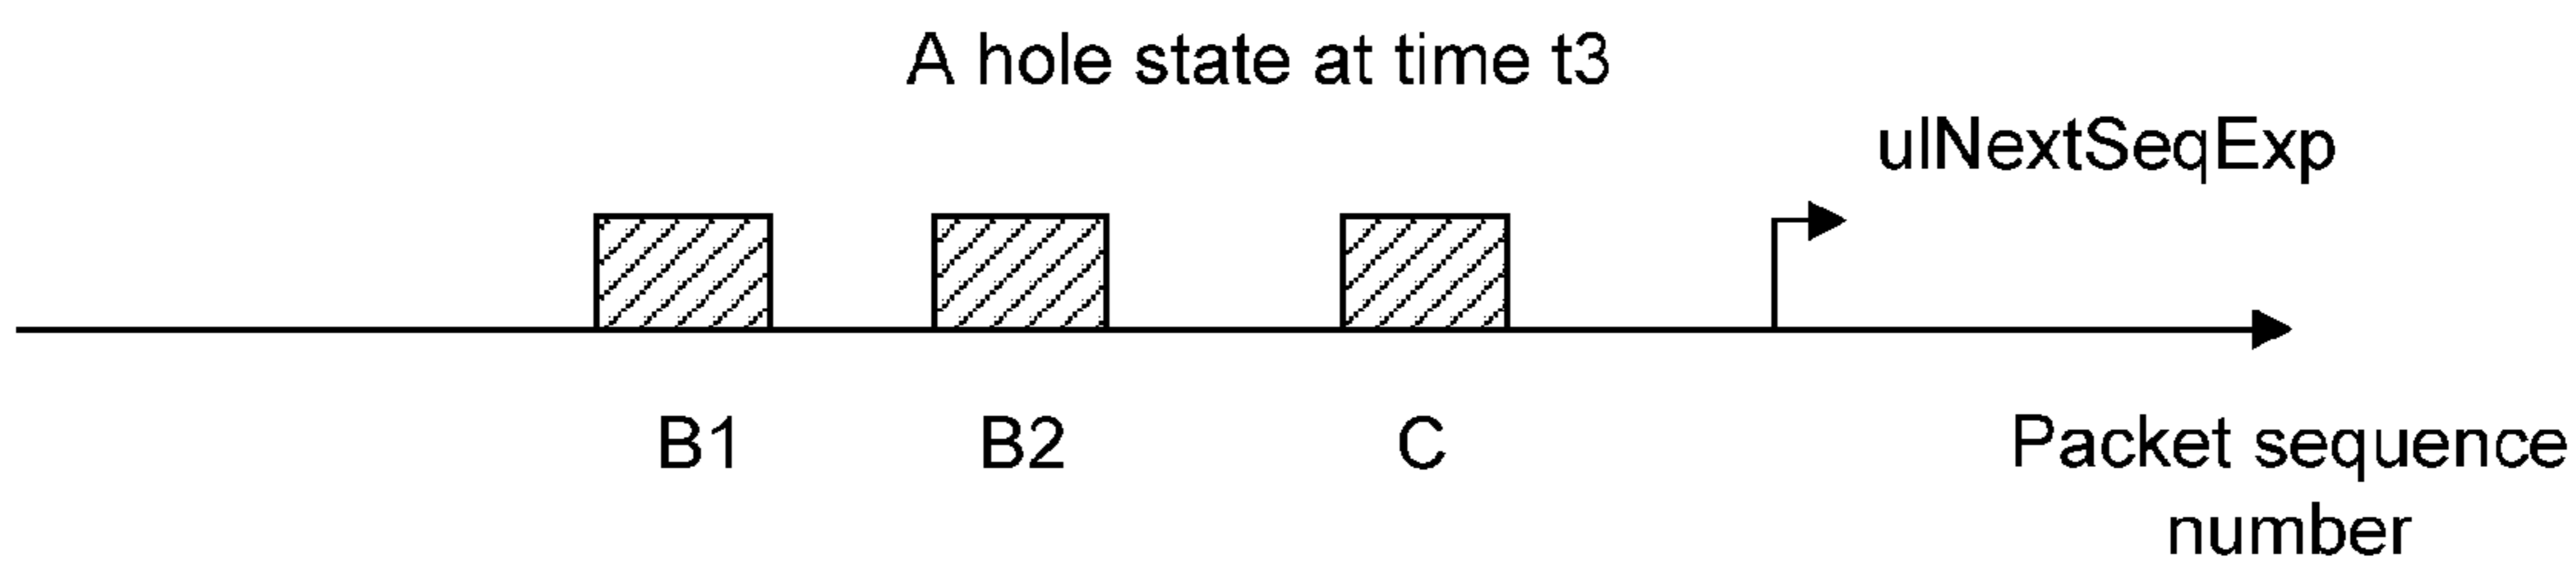 A hole state at time t3
ulNextSeqExp
B1
B2
C
Packet sequence
number